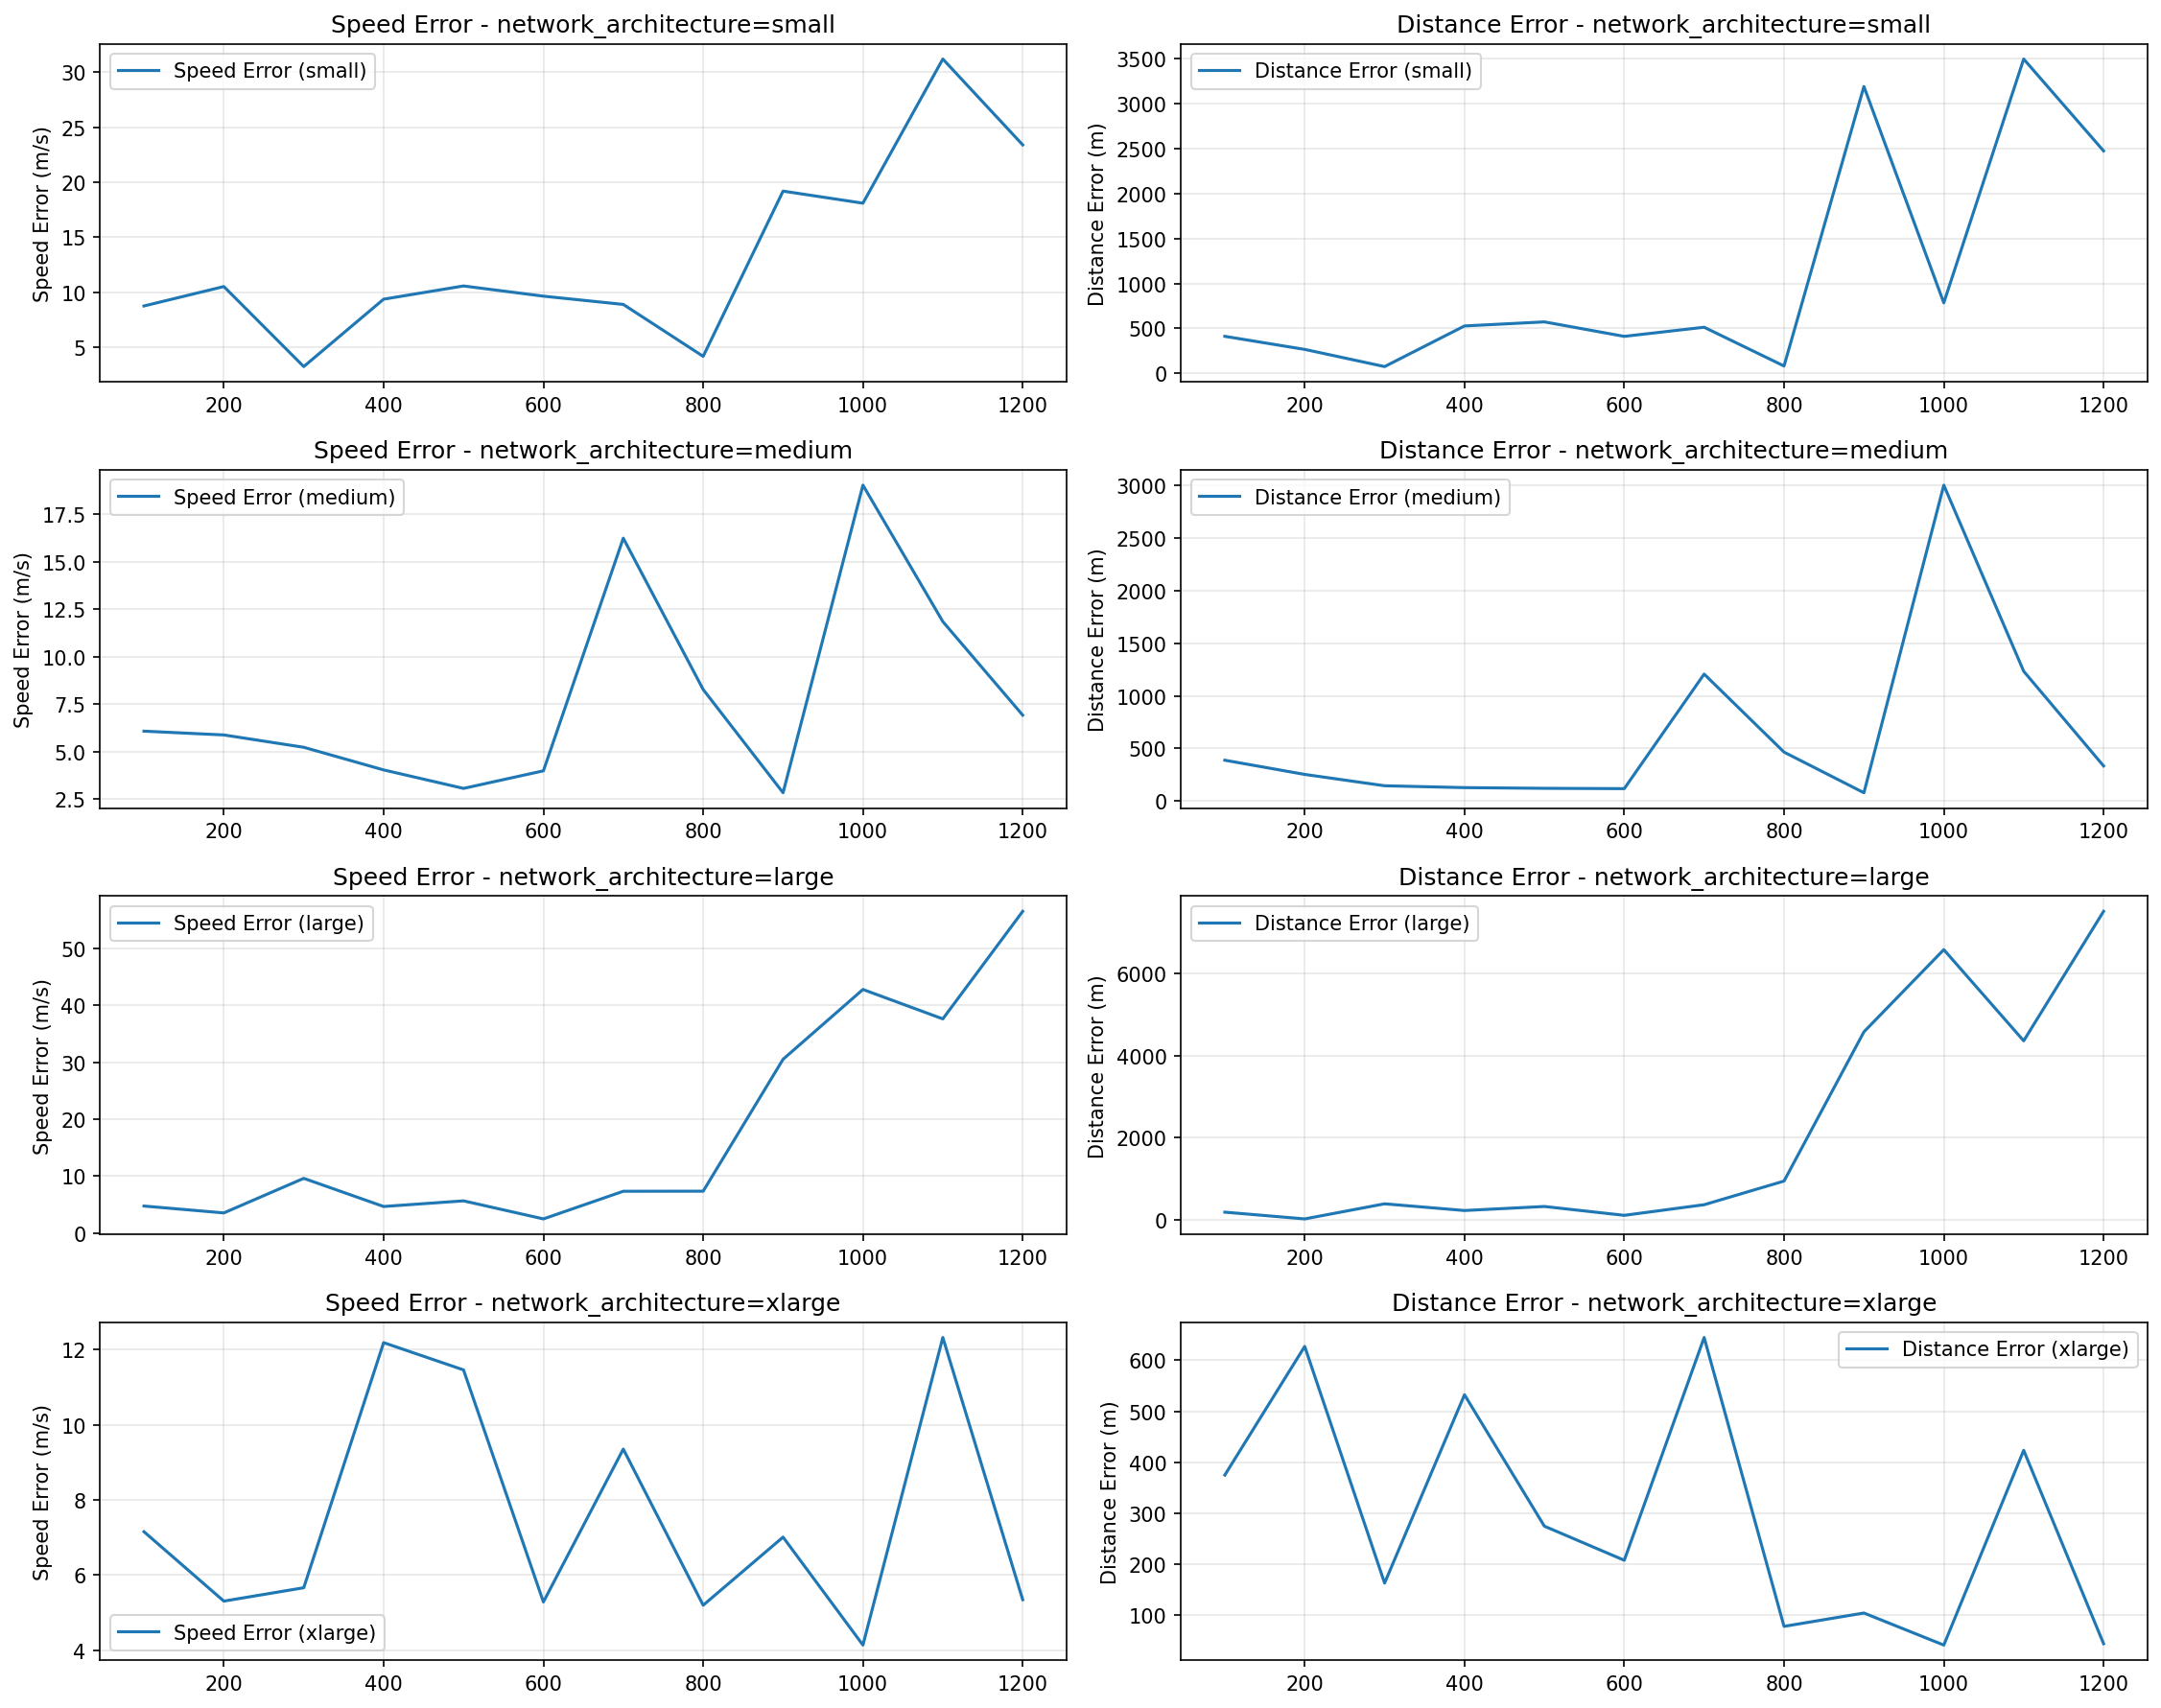 Speed Error - network_architecture=small
Speed Error (small)
Speed Error (m/s)
30
25
20
15
10
5
200 400 600 800 1000 1200
Distance Error - network_architecture=small
Distance Error (small)
Distance Error (m)
3500
3000
2500
2000
1500
1000
500
0
200 400 600 800 1000 1200
Speed Error - network_architecture=medium
Speed Error (medium)
Speed Error (m/s)
17.5
15.0
12.5
10.0
7.5
5.0
2.5
200 400 600 800 1000 1200
Distance Error - network_architecture=medium
Distance Error (medium)
Distance Error (m)
3000
2500
2000
1500
1000
500
0
200 400 600 800 1000 1200
Speed Error - network_architecture=large
Speed Error (large)
Speed Error (m/s)
50
40
30
20
10
0
200 400 600 800 1000 1200
Distance Error - network_architecture=large
Distance Error (large)
Distance Error (m)
6000
4000
2000
0
200 400 600 800 1000 1200
Speed Error - network_architecture=xlarge
Speed Error (xlarge)
Speed Error (m/s)
12
10
8
6
4
200 400 600 800 1000 1200
Distance Error - network_architecture=xlarge
Distance Error (xlarge)
Distance Error (m)
600
500
400
300
200
100
200 400 600 800 1000 1200